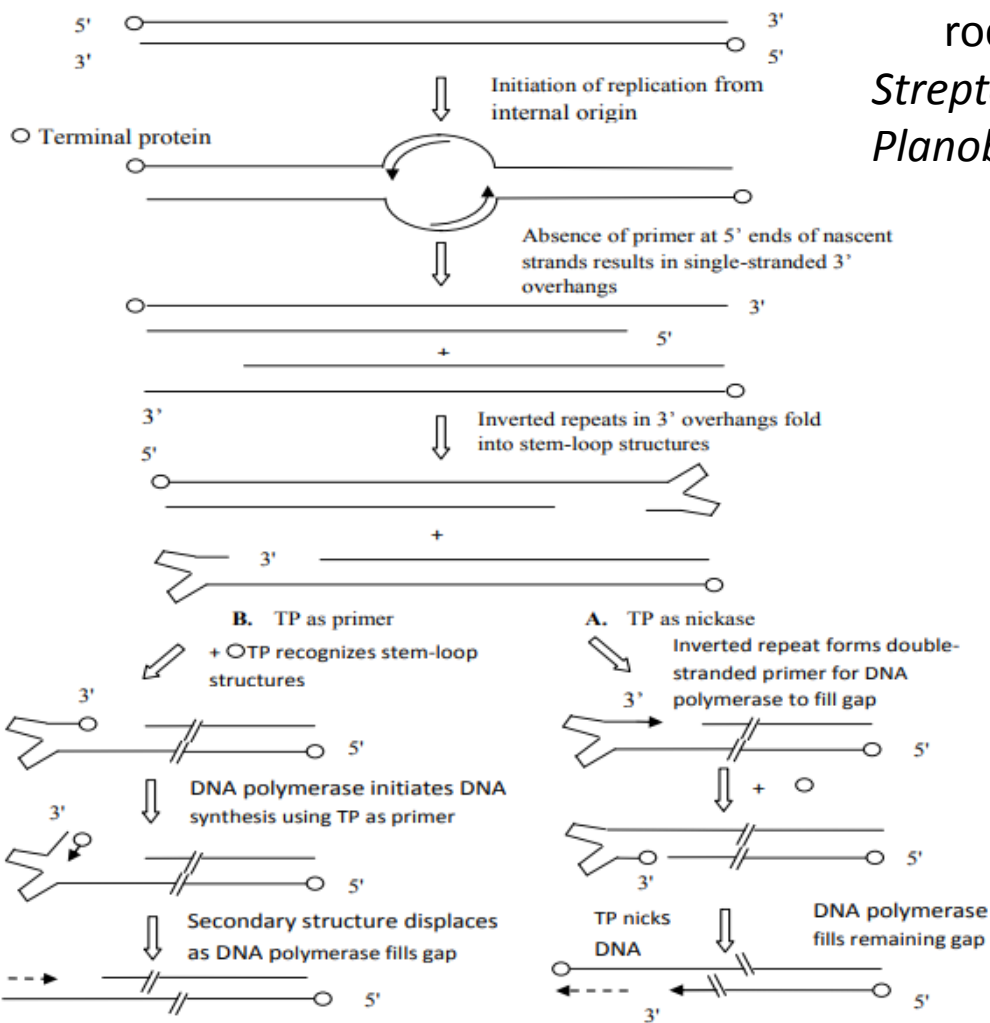 5' 3'
3' 5'
roo
Strept
Planob
Initiation of replication from
internal origin
Terminal protein
Absence of primer at 5' ends of nascent
strands results in single-stranded 3'
overhangs
3'
5'
+
3'
Inverted repeats in 3' overhangs fold
into stem-loop structures
5'
+
3'
B. TP as primer
+ TP recognizes stem-loop
structures
3'
5'
DNA polymerase initiates DNA
synthesis using TP as primer
3'
5'
Secondary structure displaces
as DNA polymerase fills gap
5'
A. TP as nickase
Inverted repeat forms double-
stranded primer for DNA
polymerase to fill gap
3'
5'
+
5'
3'
TP nicks
DNA
DNA polymerase
fills remaining gap
5'
3'